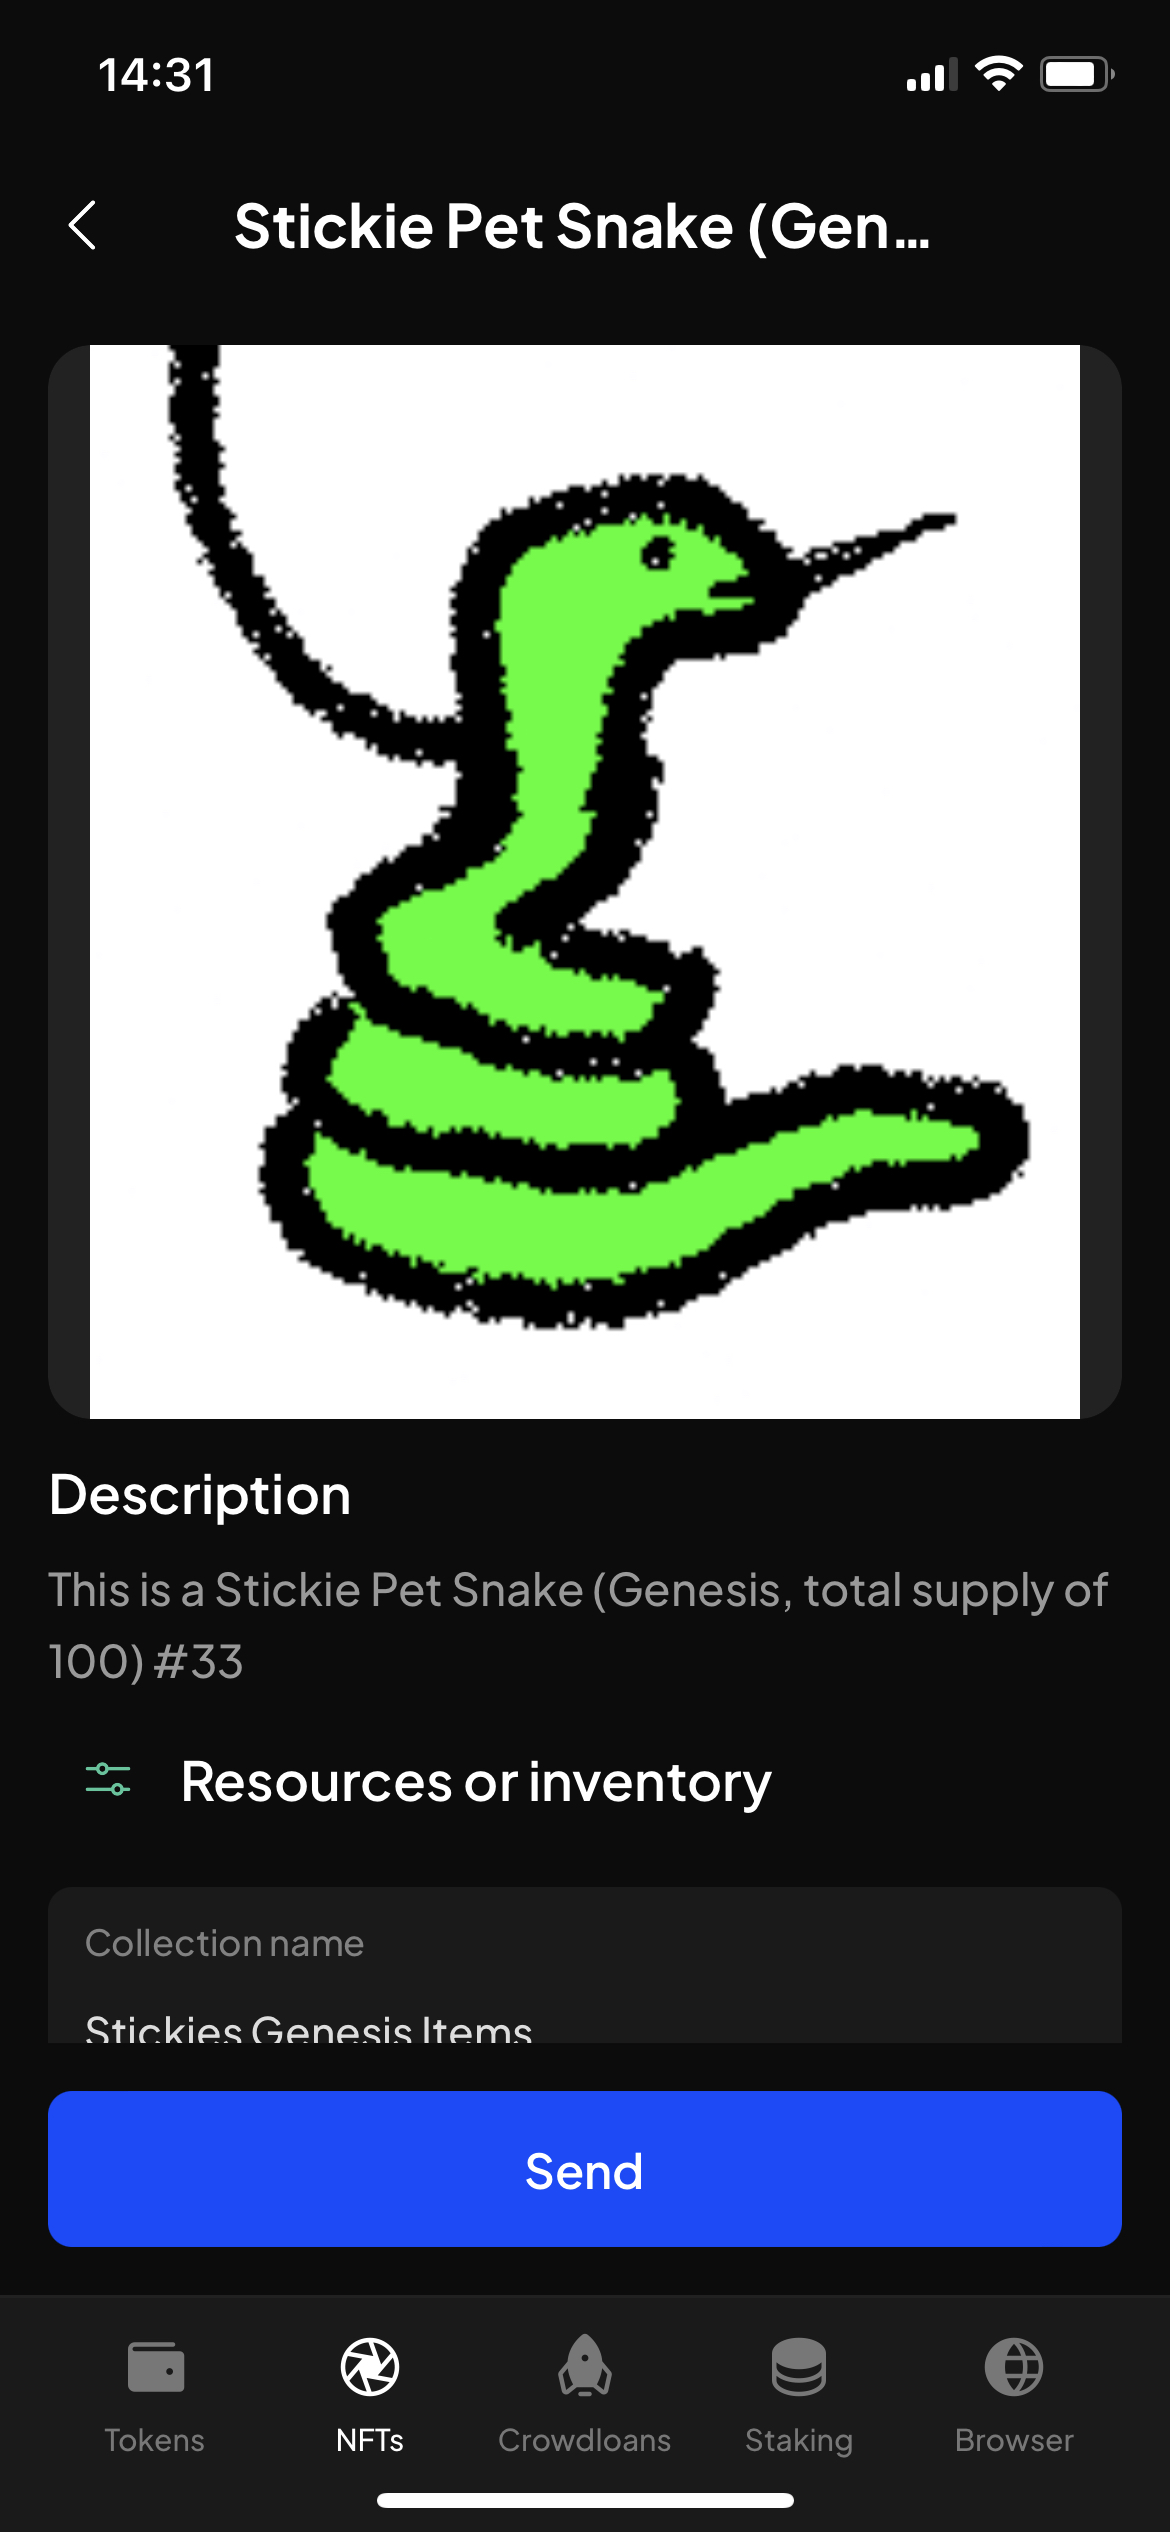 14:31
Stickie Pet Snake (Gen...
Description
This is a Stickie Pet Snake (Genesis, total supply of
100) #33
Resources or inventory
Collection name
Stickies Genesis Items
Send
Tokens
NFTs
Crowdloans
Staking
Browser